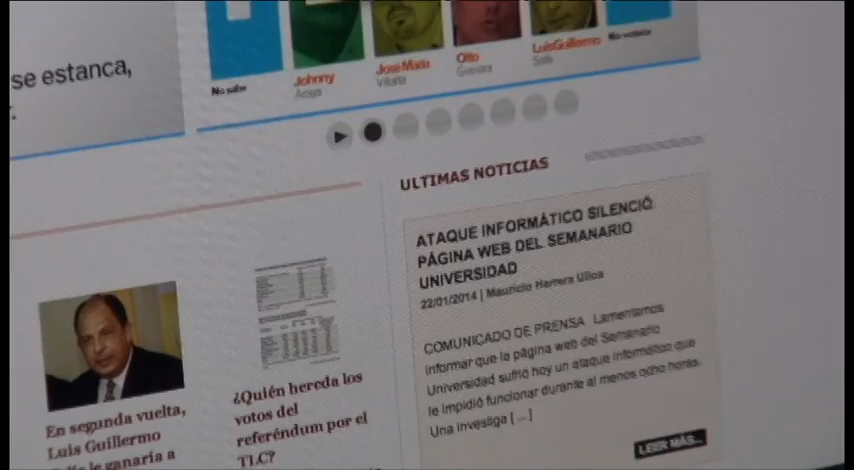 se estanca,
No sabe
Johnny
Araya
José María
Villalta
Otto
Guevara
Luis Guillermo
Solís
No votaría
ULTIMAS NOTICIAS
ATAQUE INFORMÁTICO SILENCIÓ
PÁGINA WEB DEL SEMANARIO
UNIVERSIDAD
22/01/2014 | Mauricio Herrera Ulloa
COMUNICADO DE PRENSA Lamentamos
informar que la página web del Semanario
Universidad sufrió hoy un ataque informático que
le impidió funcionar durante al menos ocho horas.
Una investiga [...]
LEER MÁS...
En segunda vuelta,
Luis Guillermo
le ganaría a
¿Quién hereda los
votos del
referéndum por el
TLC?